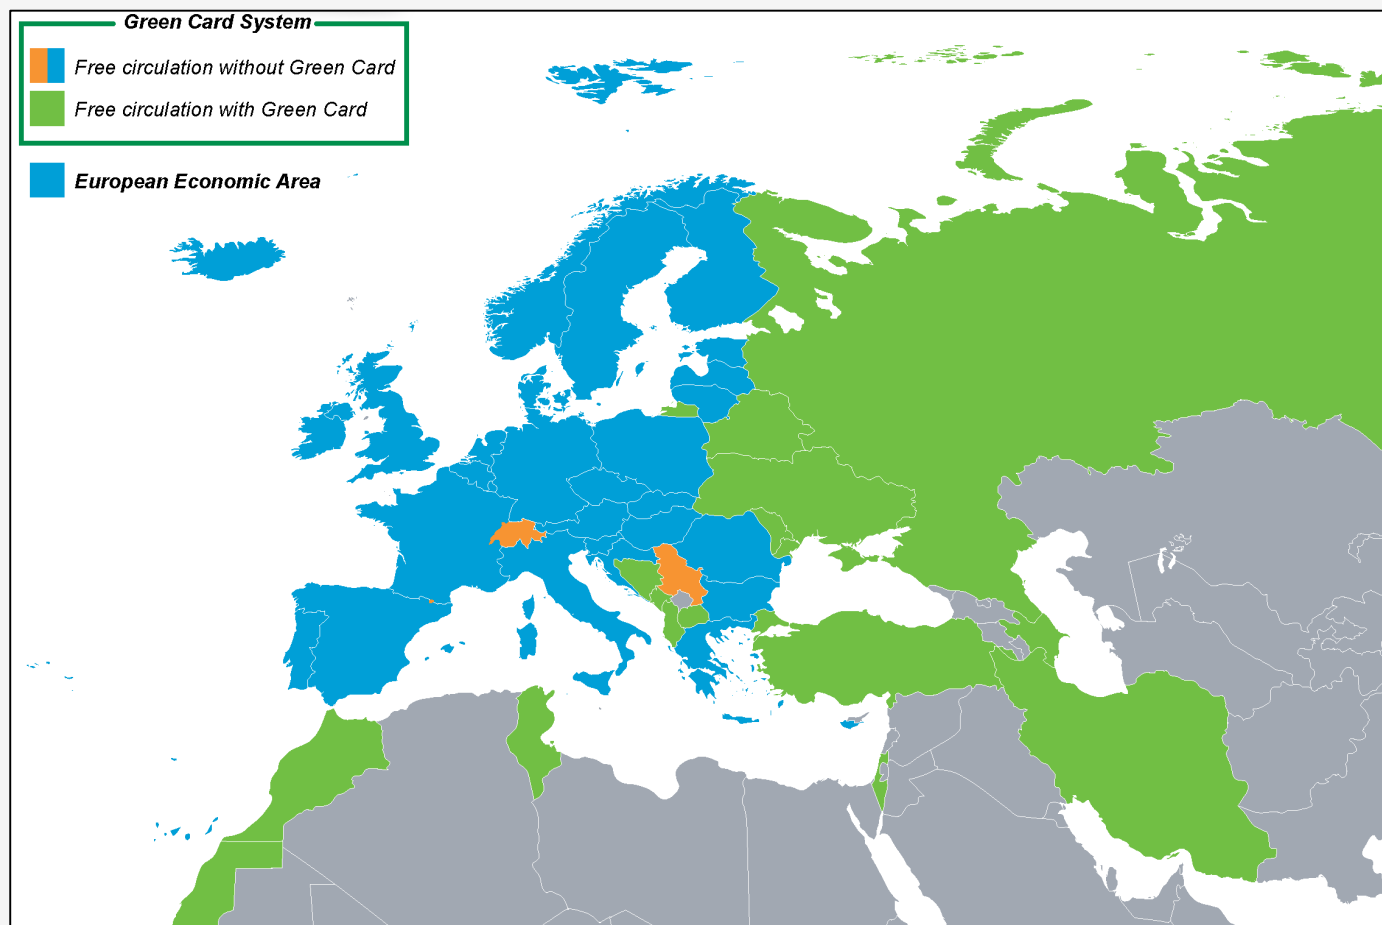 Green Card System
Free circulation without Green Card
Free circulation with Green Card
European Economic Area